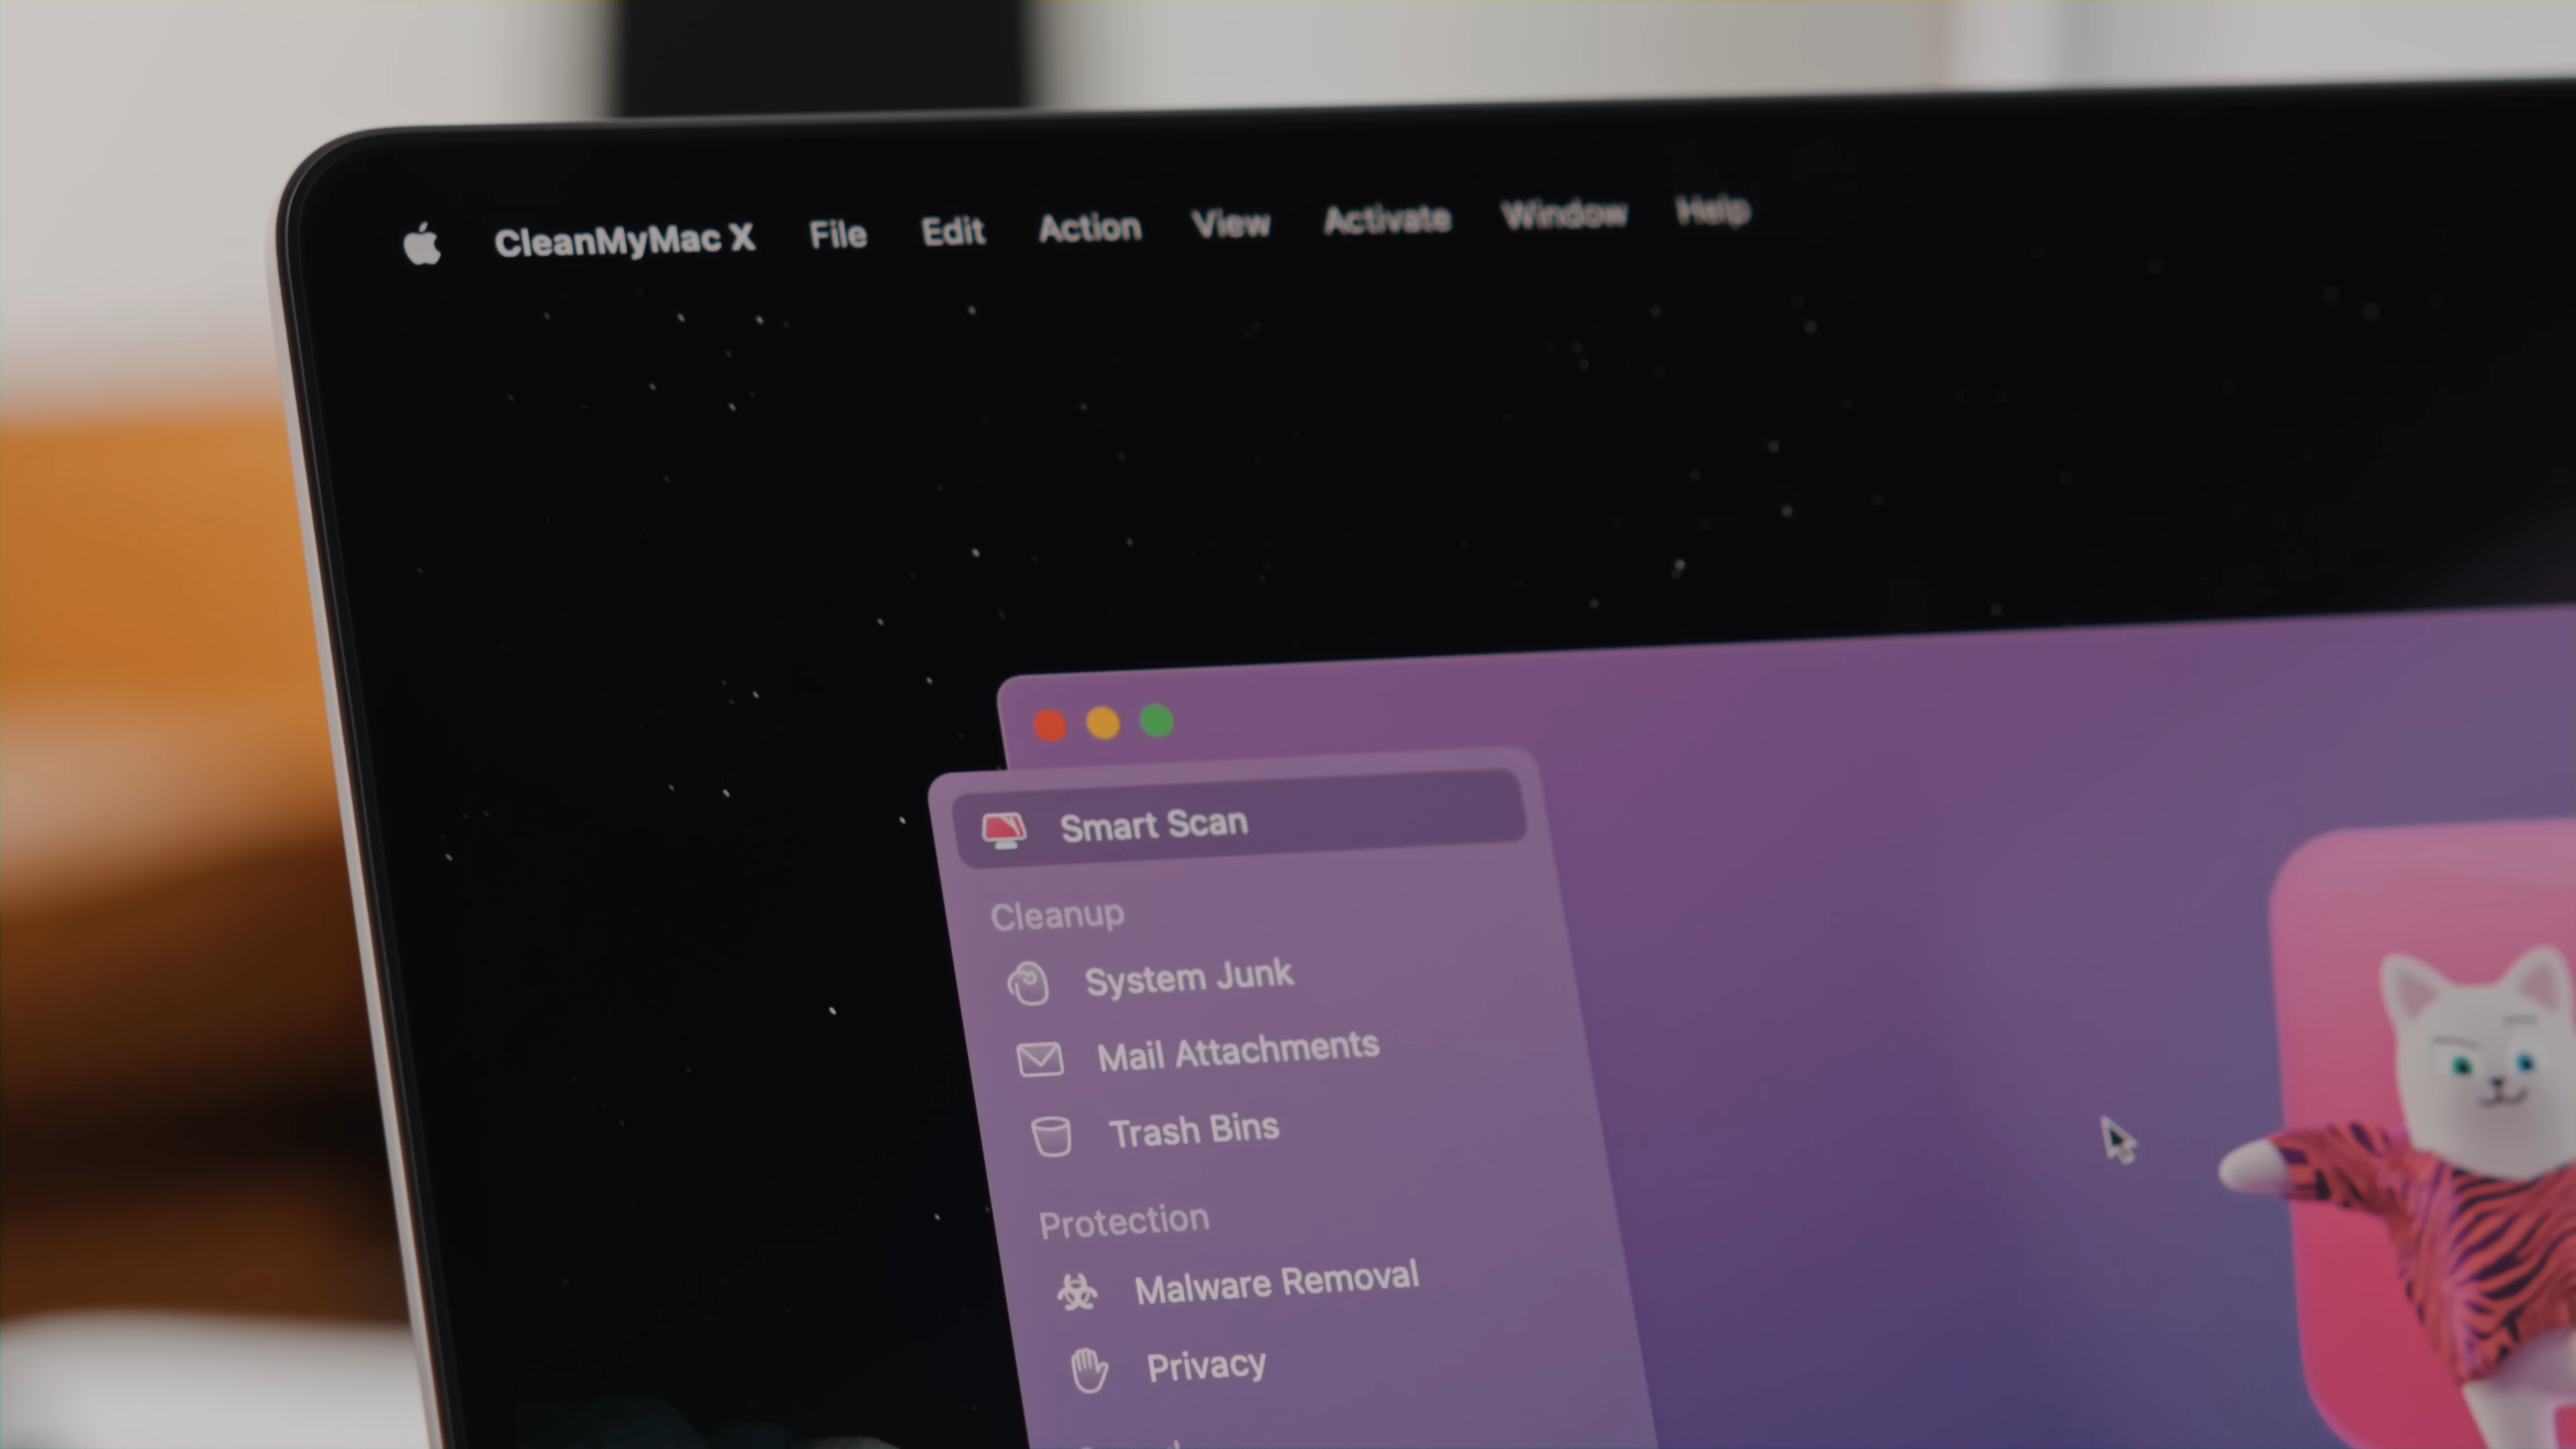 CleanMyMac X File Edit Action View Activate Window Help
Smart Scan
Cleanup
System Junk
Mail Attachments
Trash Bins
Protection
Malware Removal
Privacy